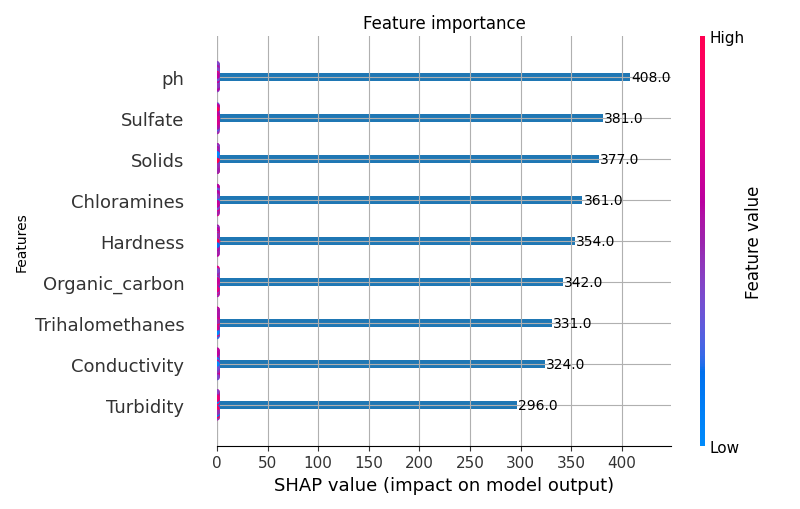 Feature importance
High
ph
408.0
Sulfate
381.0
Solids
377.0
Chloramines
361.0
Hardness
354.0
Organic_carbon
342.0
Trihalomethanes
331.0
Conductivity
324.0
Turbidity
296.0
Features
Feature value
Low
0 50 100 150 200 250 300 350 400
SHAP value (impact on model output)